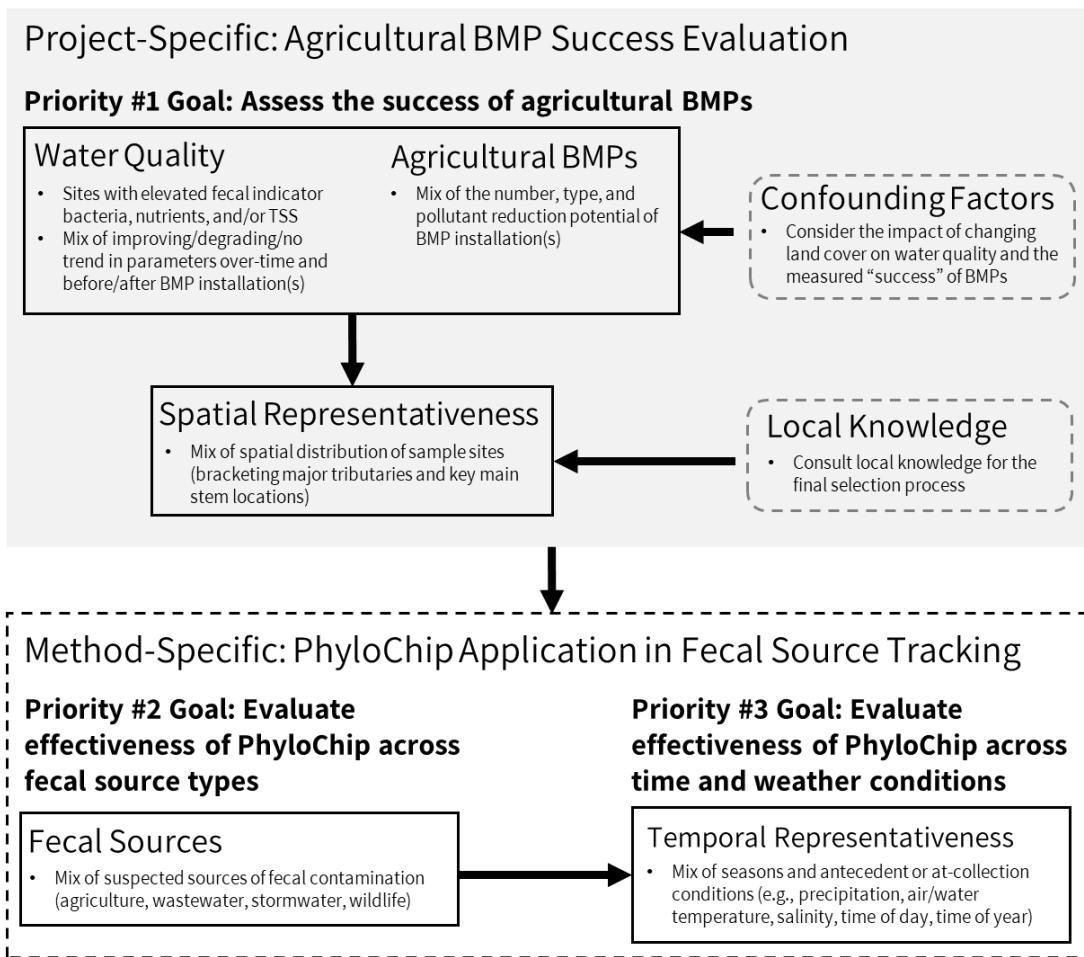 Project-Specific: Agricultural BMP Success Evaluation
Priority #1 Goal: Assess the success of agricultural BMPs
Water Quality
• Sites with elevated fecal indicator
bacteria, nutrients, and/or TSS
• Mix of improving/degrading/no
trend in parameters over-time and
before/after BMP installation(s)
Agricultural BMPs
• Mix of the number, type, and
pollutant reduction potential of
BMP installation(s)
Confounding Factors
• Consider the impact of changing
land cover on water quality and the
measured “success” of BMPs
Spatial Representativeness
• Mix of spatial distribution of sample sites
(bracketing major tributaries and key main
stem locations)
Local Knowledge
• Consult local knowledge for the
final selection process
Method-Specific: PhyloChip Application in Fecal Source Tracking
Priority #2 Goal: Evaluate
effectiveness of PhyloChip across
fecal source types
Fecal Sources
• Mix of suspected sources of fecal contamination
(agriculture, wastewater, stormwater, wildlife)
Priority #3 Goal: Evaluate
effectiveness of PhyloChip across
time and weather conditions
Temporal Representativeness
• Mix of seasons and antecedent or at-collection
conditions (e.g., precipitation, air/water
temperature, salinity, time of day, time of year)